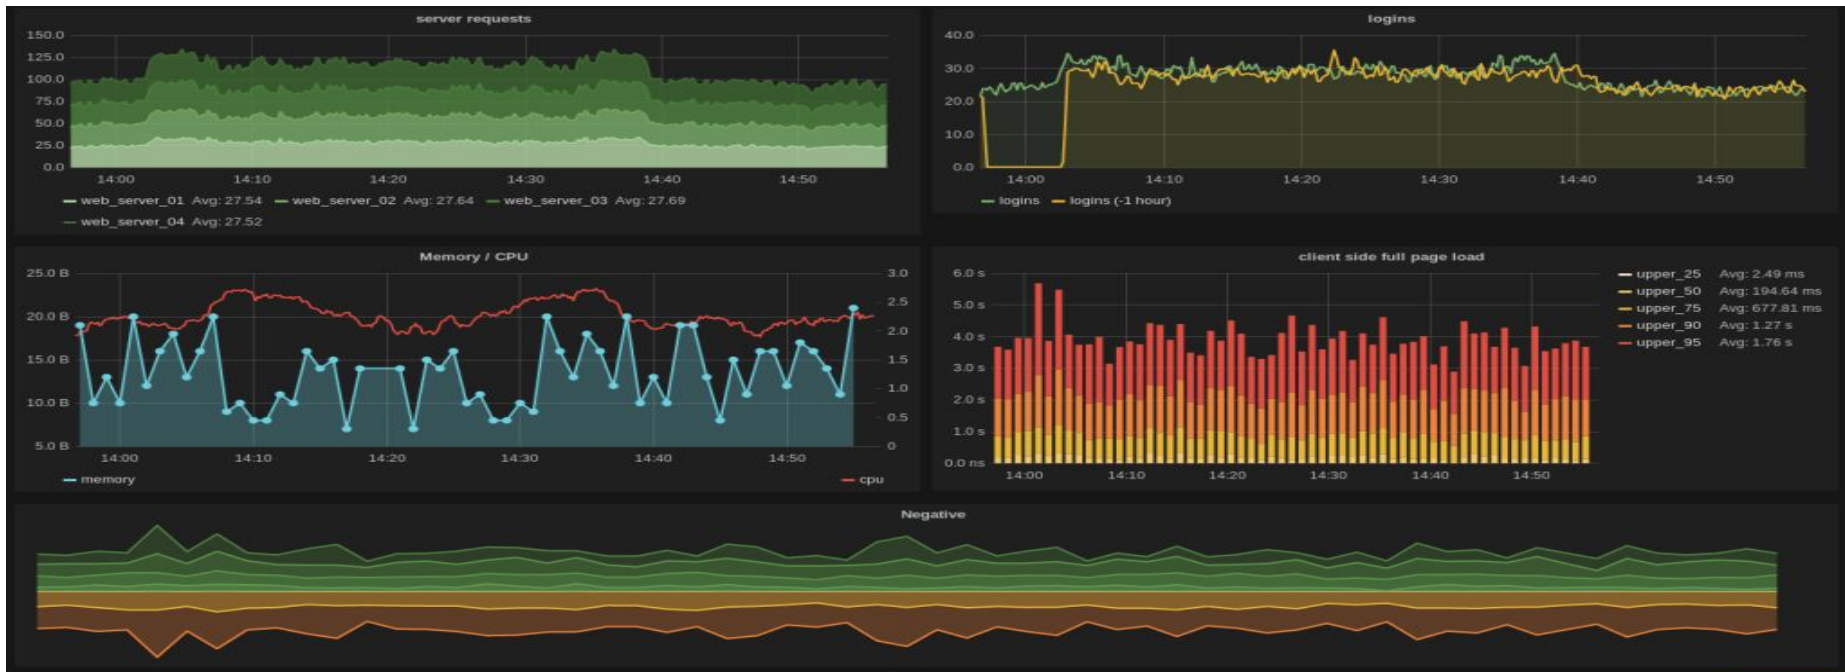 server requests
150.0
125.0
100.0
75.0
50.0
25.0
0.0
14:00 14:10 14:20 14:30 14:40 14:50
web_server_01 Avg: 27.54 web_server_02 Avg: 27.64 web_server_03 Avg: 27.69
web_server_04 Avg: 27.52
logins
40.0
30.0
20.0
10.0
0.0
14:00 14:10 14:20 14:30 14:40 14:50
logins logins (-1 hour)
Memory / CPU
25.0 B
20.0 B
15.0 B
10.0 B
5.0 B
3.0
2.5
2.0
1.5
1.0
0.5
0
14:00 14:10 14:20 14:30 14:40 14:50
memory cpu
client side full page load
6.0 s
5.0 s
4.0 s
3.0 s
2.0 s
1.0 s
0.0 ns
14:00 14:10 14:20 14:30 14:40 14:50
upper_25 Avg: 2.49 ms
upper_50 Avg: 194.64 ms
upper_75 Avg: 677.81 ms
upper_90 Avg: 1.27 s
upper_95 Avg: 1.76 s
Negative